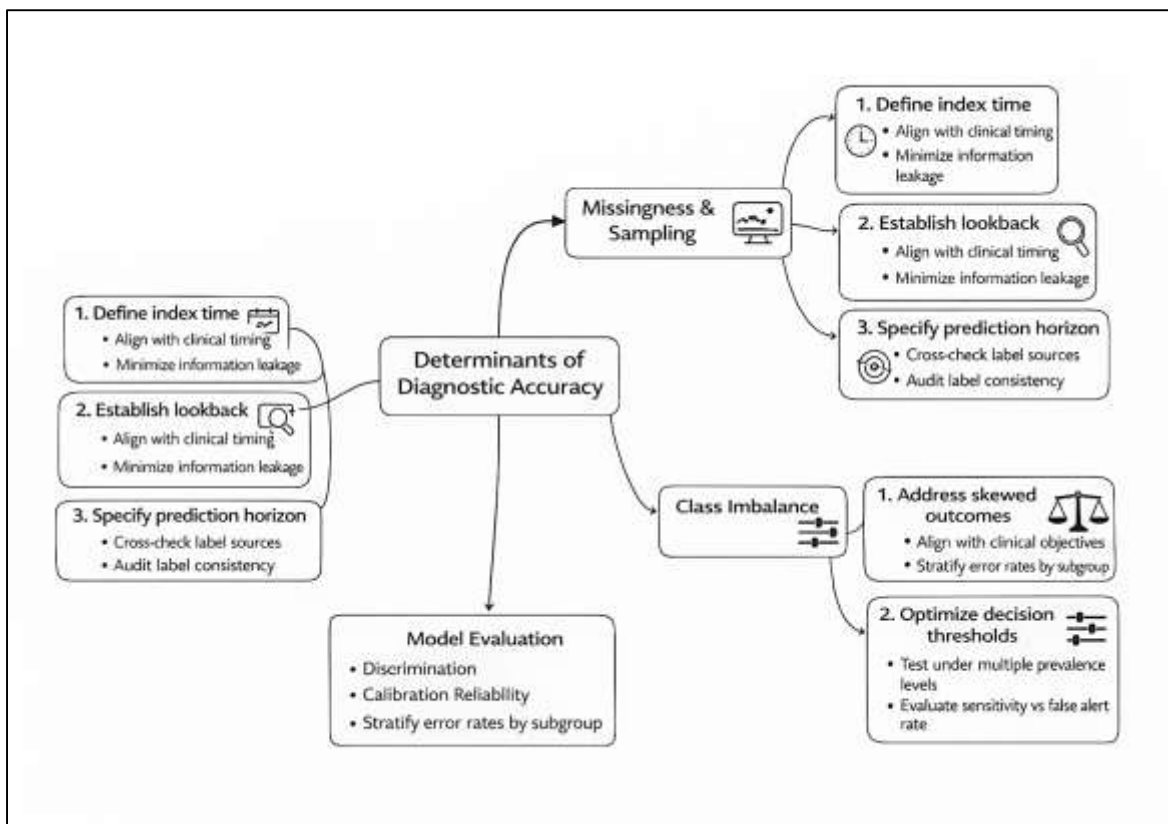 1. Define index time
• Align with clinical timing
• Minimize information
leakage
Missingness &
Sampling
2. Establish lookback
• Align with clinical timing
• Minimize information leakage
3. Specify prediction horizon
• Cross-check label sources
• Audit label consistency
1. Define index time
• Align with clinical timing
• Minimize information leakage
2. Establish lookback
• Align with clinical timing
• Minimize information leakage
3. Specify prediction horizon
• Cross-check label sources
• Audit label consistency
Determinants of
Diagnostic Accuracy
Class Imbalance
1. Address skewed
outcomes
• Align with clinical objectives
• Stratify error rates by subgroup
2. Optimize decision
thresholds
• Test under multiple prevalence
levels
• Evaluate sensitivity vs false alert
rate
Model Evaluation
• Discrimination
• Calibration Reliability
• Stratify error rates by subgroup